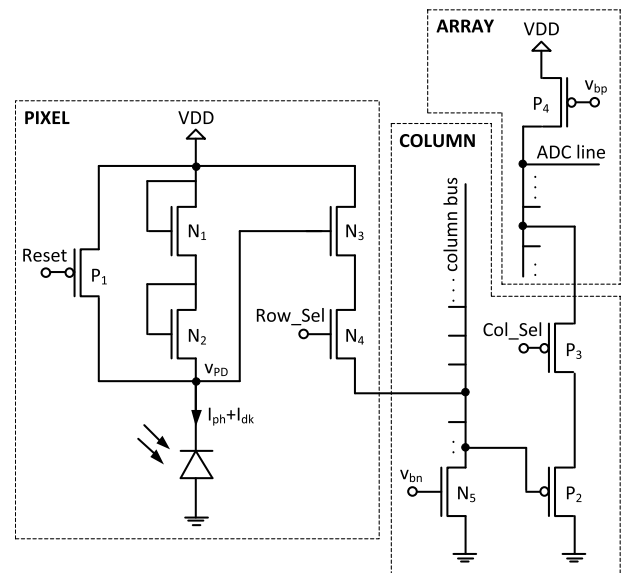 ARRAY
VDD
P4
vbp
ADC line
PIXEL
VDD
COLUMN
column bus
Reset
P1
N1
N2
N3
Row_Sel
N4
vPD
Iph+Idk
Col_Sel
P3
vbn
N5
P2